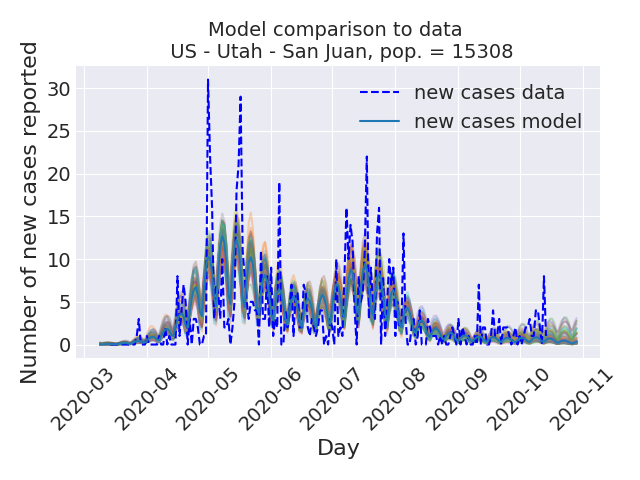 Model comparison to data
US - Utah - San Juan, pop. = 15308
Number of new cases reported
30
25
20
15
10
5
0
new cases data
new cases model
2020-03
2020-04
2020-05
2020-06
2020-07
2020-08
2020-09
2020-10
2020-11
Day